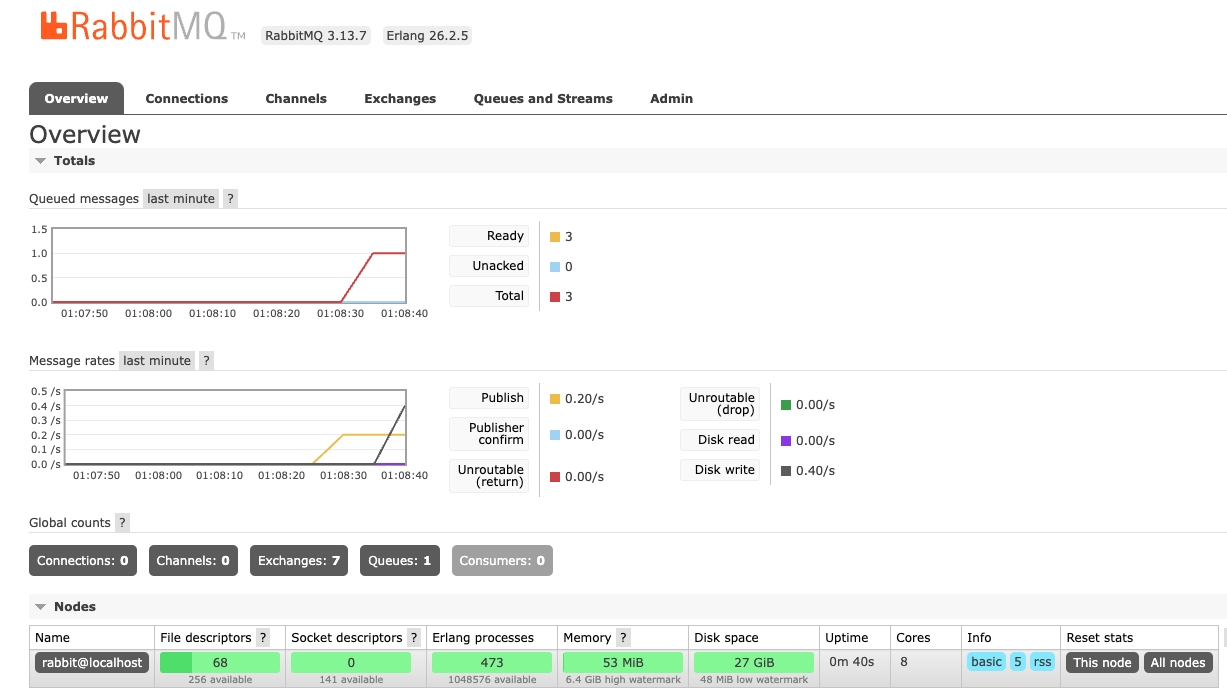 RabbitMQ TM RabbitMQ 3.13.7 Erlang 26.2.5
Overview Connections Channels Exchanges Queues and Streams Admin
Overview
Totals
Queued messages last minute ?
1.5
1.0
0.5
0.0
01:07:50 01:08:00 01:08:10 01:08:20 01:08:30 01:08:40
Ready 3
Unacked 0
Total 3
Message rates last minute ?
0.5 /s
0.4 /s
0.3 /s
0.2 /s
0.1 /s
0.0 /s
01:07:50 01:08:00 01:08:10 01:08:20 01:08:30 01:08:40
Publish 0.20/s
Publisher
confirm 0.00/s
Unroutable
(return) 0.00/s
Unroutable
(drop) 0.00/s
Disk read 0.00/s
Disk write 0.40/s
Global counts ?
Connections: 0 Channels: 0 Exchanges: 7 Queues: 1 Consumers: 0
Nodes
Name File descriptors ? Socket descriptors ? Erlang processes Memory ? Disk space Uptime Cores Info Reset stats
rabbit@localhost 68 0 473 53 MiB 27 GiB 0m 40s 8 basic 5 rss This node All nodes
256 available 141 available 1048576 available 6.4 GiB high watermark 48 MiB low watermark